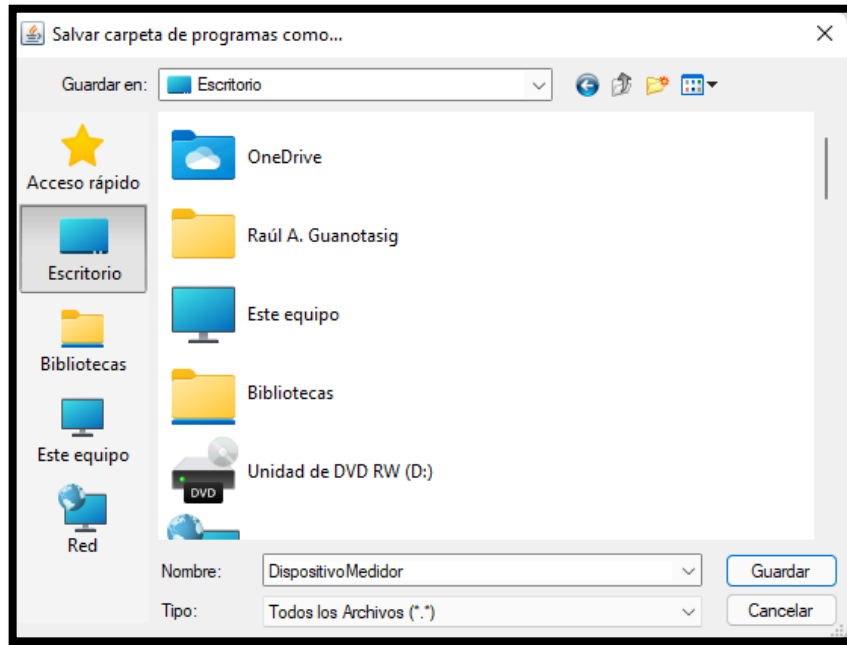 Salvar carpeta de programas como...
Guardar en:
Escritorio
Acceso rápido
Escritorio
Bibliotecas
Este equipo
Red
OneDrive
Raúl A. Guanotasig
Este equipo
Bibliotecas
DVD
Unidad de DVD RW (D:)
Nombre:
DispositivoMedidor
Guardar
Tipo:
Todos los Archivos (*.*)
Cancelar